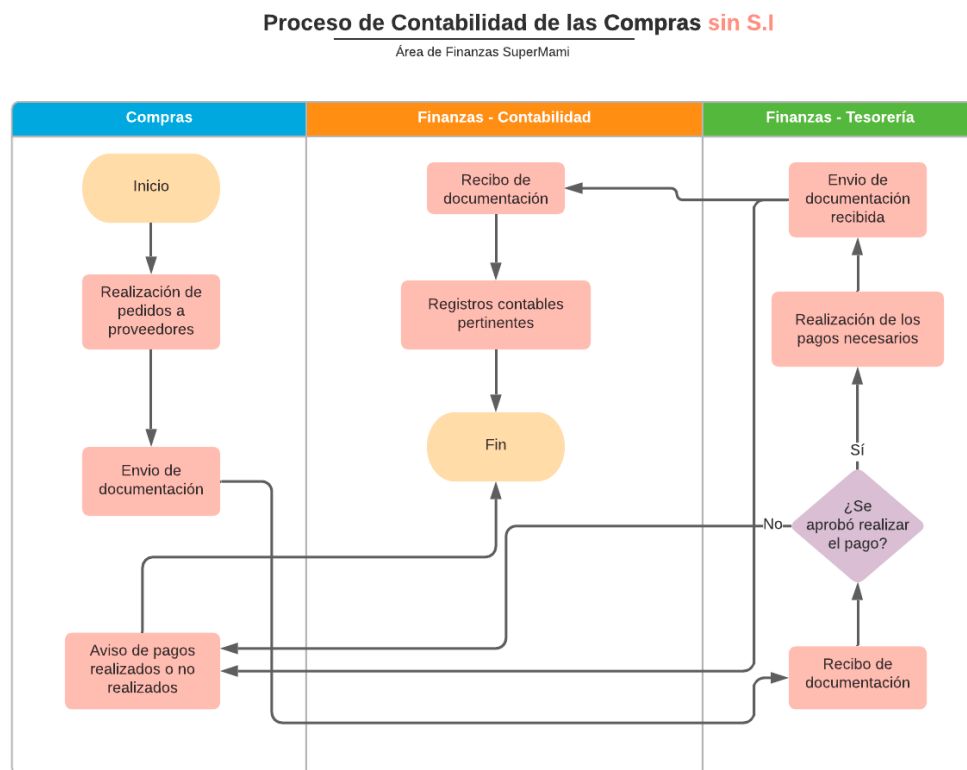 Proceso de Contabilidad de las Compras sin S.I
Área de Finanzas SuperMami
Compras
Finanzas - Contabilidad
Finanzas - Tesorería
Inicio
Realización de
pedidos a
proveedores
Envio de
documentación
Aviso de pagos
realizados o no
realizados
Recibo de
documentación
Registros contables
pertinentes
Fin
Envio de
documentación
recibida
Realización de los
pagos necesarios
Sí
¿Se
aprobó realizar
el pago?
No
Recibo de
documentación